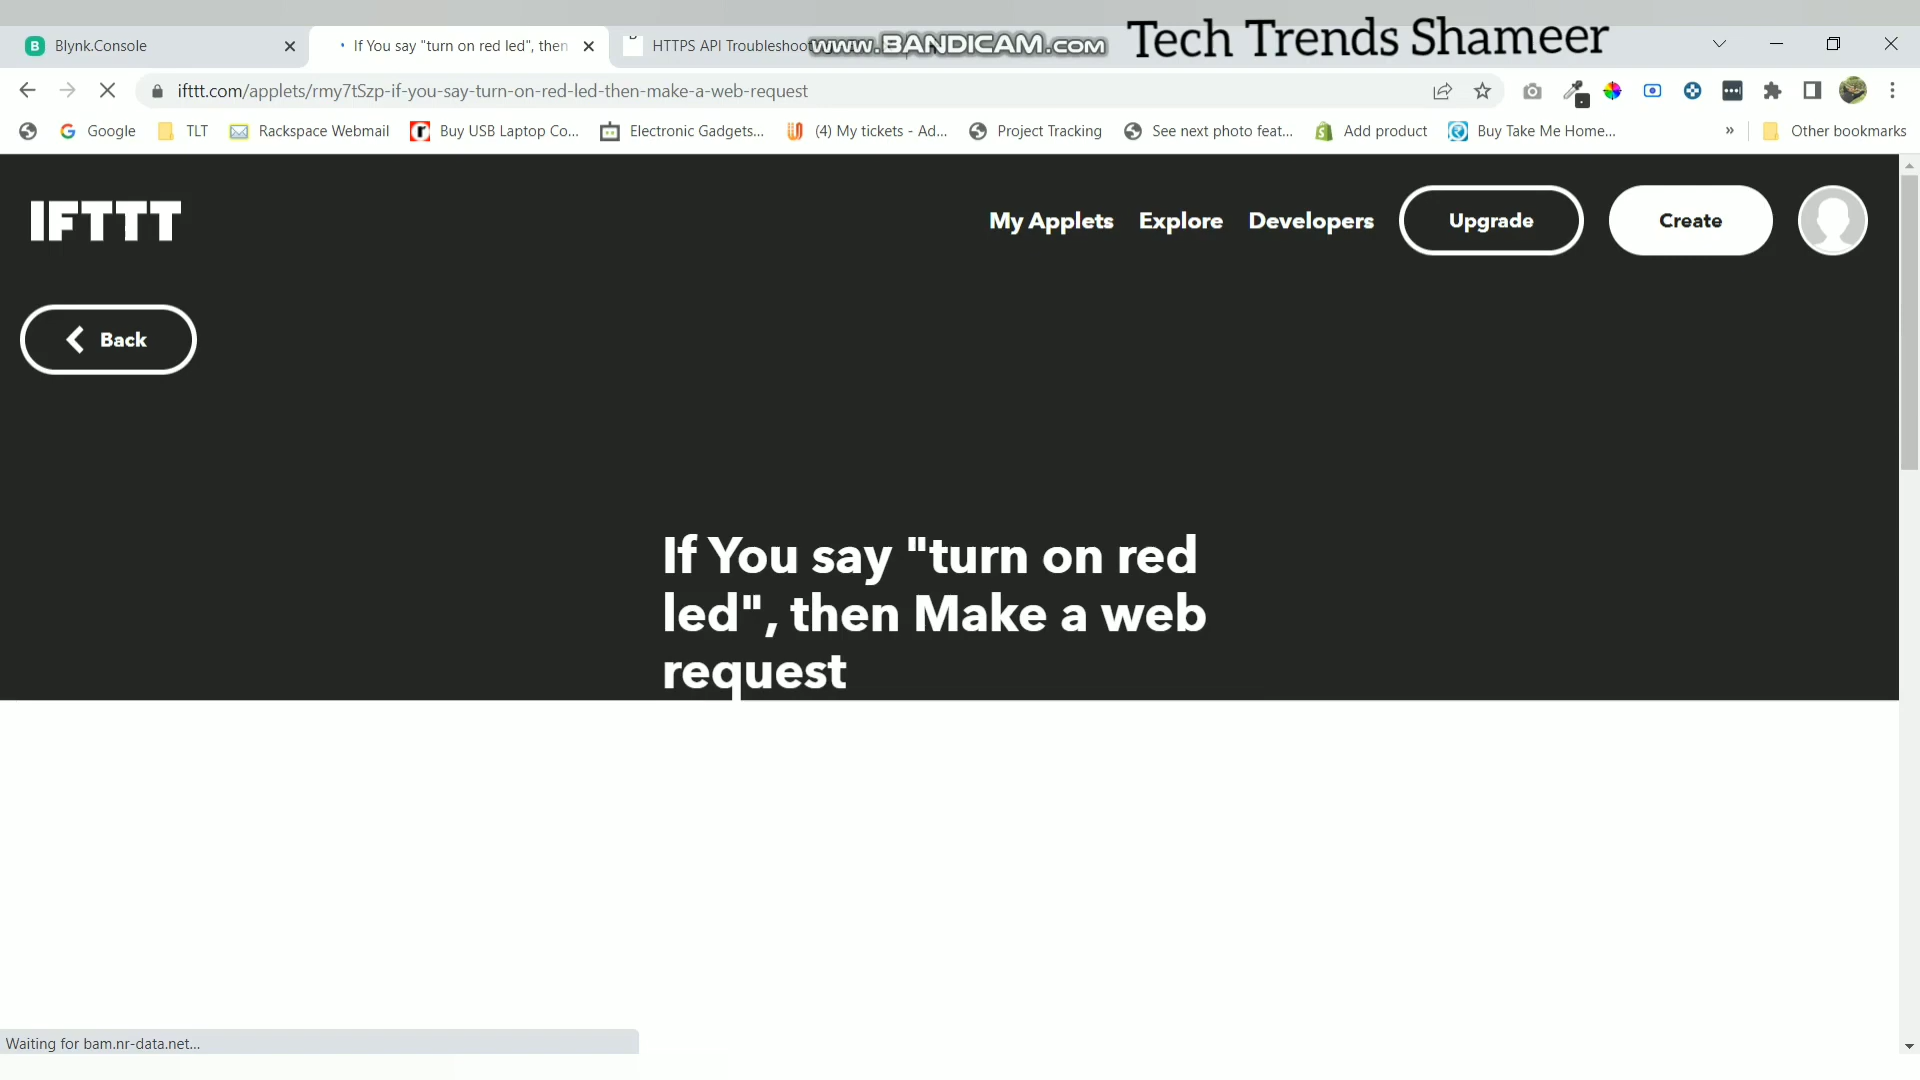 Tech Trends Shameer
Blynk.Console
If You say "turn on red led", then
HTTPS API Troubleshoot
www.BANDICAM.com
ifttt.com/applets/rmy7tSzp-if-you-say-turn-on-red-led-then-make-a-web-request
Google
TLT
Rackspace Webmail
Buy USB Laptop Co...
Electronic Gadgets...
(4) My tickets - Ad...
Project Tracking
See next photo feat...
Add product
Buy Take Me Home...
»
Other bookmarks
IFTTT
My Applets
Explore
Developers
Upgrade
Create
Back
If You say "turn on red
led", then Make a web
request
Waiting for bam.nr-data.net...